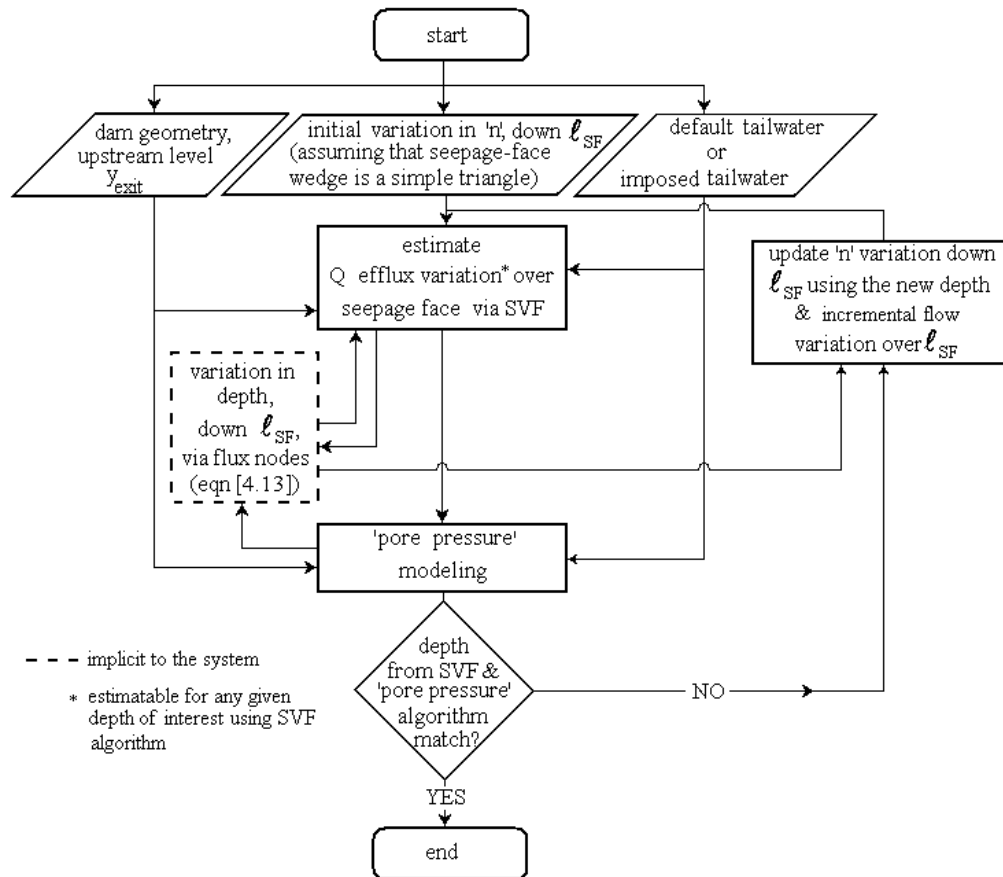 start
dam geometry,
upstream level
y_exit
initial variation in 'n', down ℓ_SF
(assuming that seepage-face
wedge is a simple triangle)
default tailwater
or
imposed tailwater
estimate
Q efflux variation* over
seepage face via SVF
update 'n' variation down
ℓ_SF using the new depth
& incremental flow
variation over ℓ_SF
variation in
depth,
down ℓ_SF,
via flux nodes
(eqn [4.13])
'pore pressure'
modeling
depth
from SVF &
'pore pressure'
algorithm
match?
NO
YES
end
--- implicit to the system
* estimatable for any given
depth of interest using SVF
algorithm